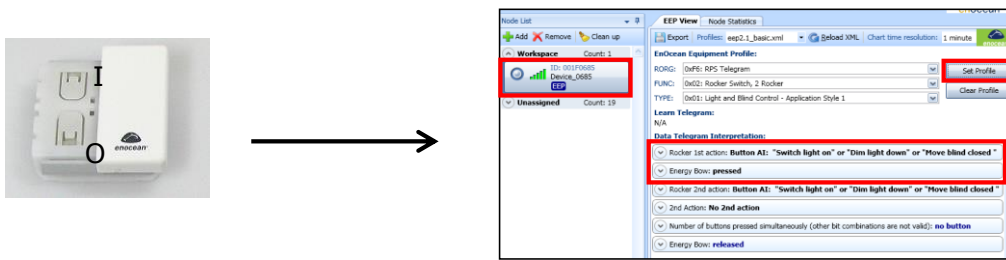 I
O
enocean
Node List
Add Remove Clean up
Workspace Count: 1
ID: 001F0685
Device_0685
EEP
Unassigned Count: 19
EEP View Node Statistics
Export Profiles: eep2.1_basic.xml Reload XML Chart time resolution: 1 minute
EnOcean Equipment Profile:
RORG: 0xF6: RPS Telegram Set Profile
FUNC: 0x02: Rocker Switch, 2 Rocker
TYPE: 0x01: Light and Blind Control - Application Style 1 Clear Profile
Learn Telegram:
N/A
Data Telegram Interpretation:
Rocker 1st action: Button AI: "Switch light on" or "Dim light down" or "Move blind closed "
Energy Bow: pressed
Rocker 2nd action: Button AI: "Switch light on" or "Dim light down" or "Move blind closed "
2nd Action: No 2nd action
Number of buttons pressed simultaneously (other bit combinations are not valid): no button
Energy Bow: released